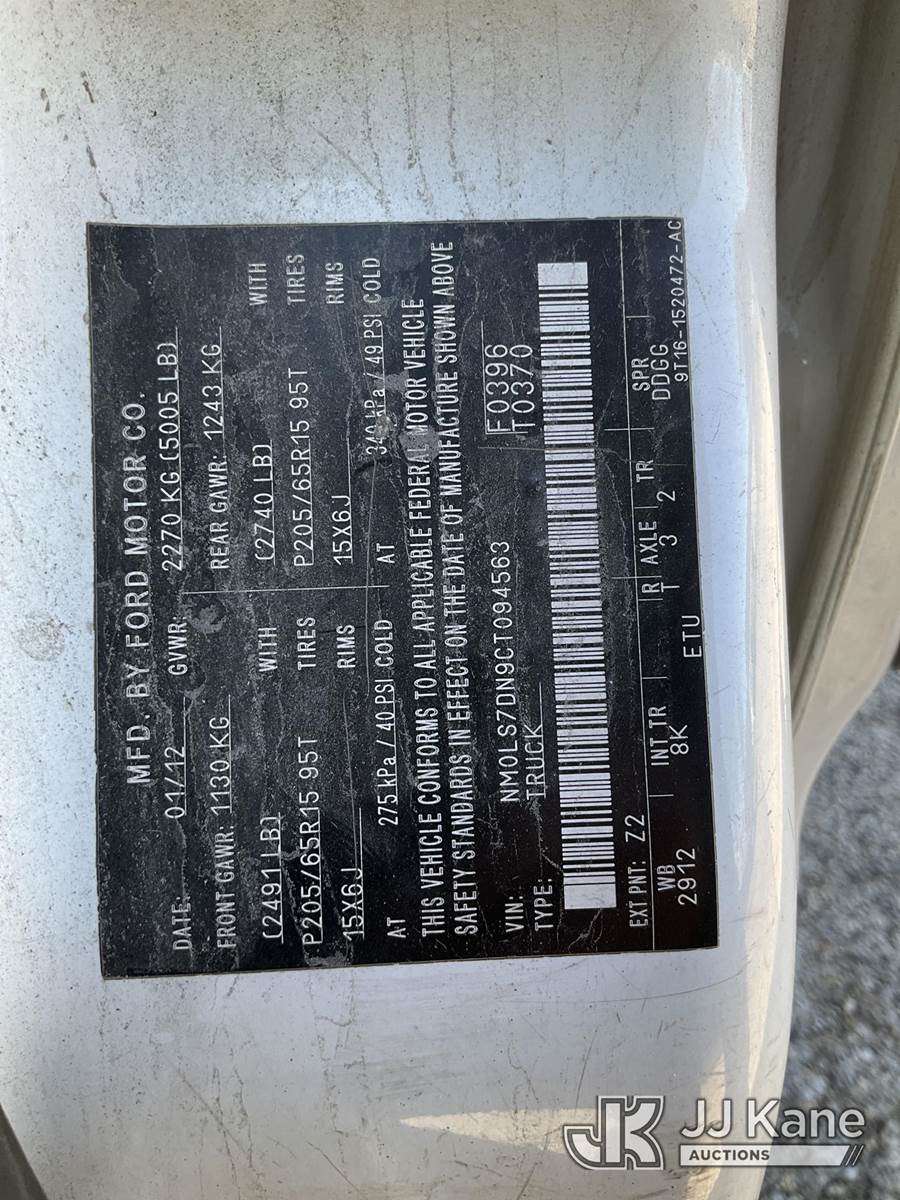 MFD. BY FORD MOTOR CO.
DATE: 01/12 GVWR: 2270 KG (5005 LB)
FRONT GAWR: 1130 KG REAR GAWR: 1243 KG
(2491 LB) WITH (2740 LB) WITH
P205/65R15 95T TIRES P205/65R15 95T TIRES
15X6J RIMS 15X6J RIMS
AT 275 kPa / 40 PSI COLD AT 340 kPa / 49 PSI COLD
THIS VEHICLE CONFORMS TO ALL APPLICABLE FEDERAL MOTOR VEHICLE
SAFETY STANDARDS IN EFFECT ON THE DATE OF MANUFACTURE SHOWN ABOVE
VIN: NM0LS7DN9CT094563 F0396
TYPE: TRUCK T0370
EXT PNT: Z2 R AXLE TR SPR
WB INT TR T 3 2 DDGG
2912 8K ETU 9T16-1520472-AC
JK JJ Kane
AUCTIONS